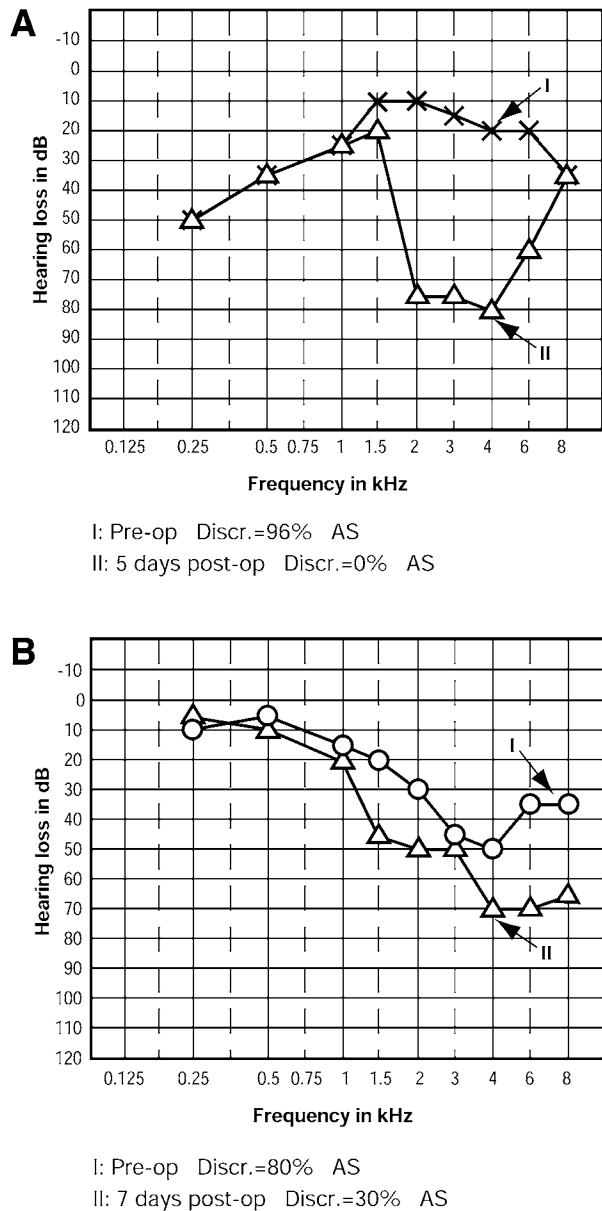 A
-10
0
10
20
30
40
50
60
70
80
90
100
110
120
Hearing loss in dB
I
II
0.125 0.25 0.5 0.75 1 1.5 2 3 4 6 8
Frequency in kHz
I: Pre-op Discr.=96% AS
II: 5 days post-op Discr.=0% AS
B
-10
0
10
20
30
40
50
60
70
80
90
100
110
120
Hearing loss in dB
I
II
0.125 0.25 0.5 0.75 1 1.5 2 3 4 6 8
Frequency in kHz
I: Pre-op Discr.=80% AS
II: 7 days post-op Discr.=30% AS